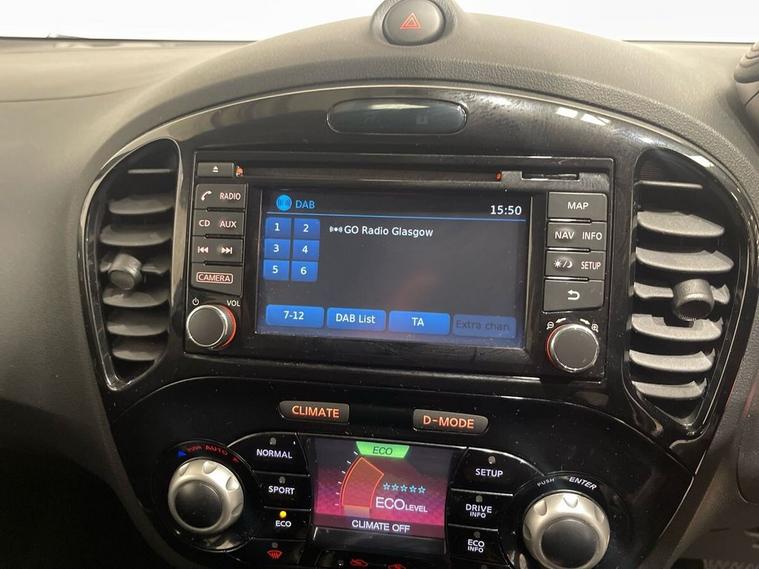 DAB 15:50
1 2 GO Radio Glasgow
3 4
5 6
7-12 DAB List TA Extra chan
RADIO
CD AUX
CAMERA
VOL
MAP
NAV INFO
SETUP
CLIMATE D-MODE
AUTO
NORMAL
SPORT
ECO
ECO
ECO LEVEL
CLIMATE OFF
SETUP
DRIVE
INFO
ECO
INFO
PUSH ENTER